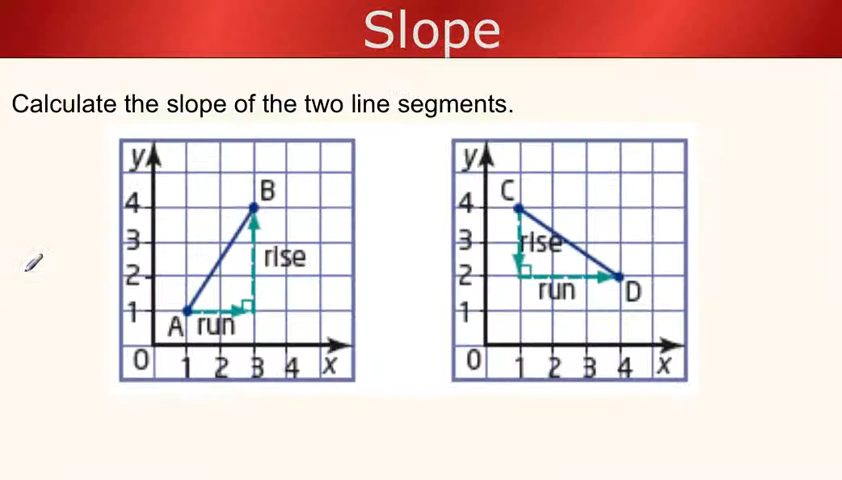 Slope
Calculate the slope of the two line segments.
y
4
3
2
1
0
1 2 3 4 x
A
B
run
rise
y
4
3
2
1
0
1 2 3 4 x
C
D
rise
run